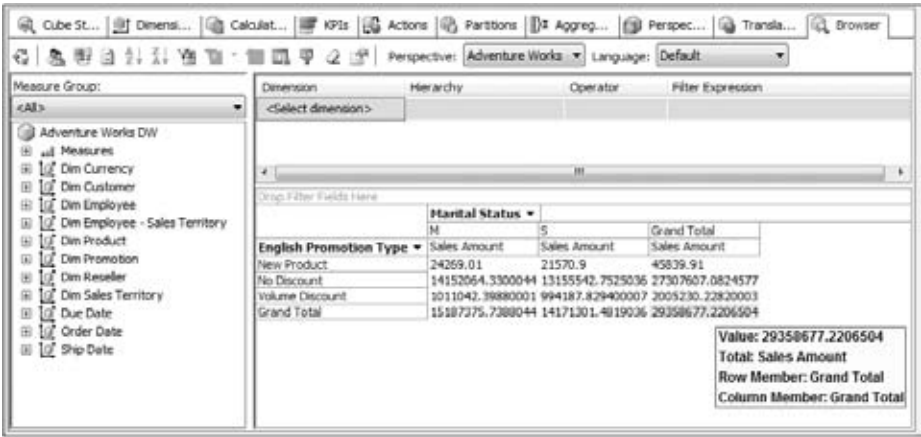 Cube St... Dimensi... Calculat... KPIs Actions Partitions Aggreg... Perspec... Transla... Browser
Perspective: Adventure Works Language: Default
Measure Group:
<All>
Adventure Works DW
Measures
Dim Currency
Dim Customer
Dim Employee
Dim Employee - Sales Territory
Dim Product
Dim Promotion
Dim Reseller
Dim Sales Territory
Due Date
Order Date
Ship Date
Dimension Hierarchy Operator Filter Expression
<Select dimension>
Drop Filter Fields Here
Marital Status
M S Grand Total
English Promotion Type Sales Amount Sales Amount Sales Amount
New Product 24269.01 21570.9 45839.91
No Discount 14152064.3300044 13155542.7525036 27307607.0824577
Volume Discount 1011042.39880001 994187.829400007 2005230.22820003
Grand Total 15187375.7388044 14171301.4819036 29358677.2206504
Value: 29358677.2206504
Total: Sales Amount
Row Member: Grand Total
Column Member: Grand Total